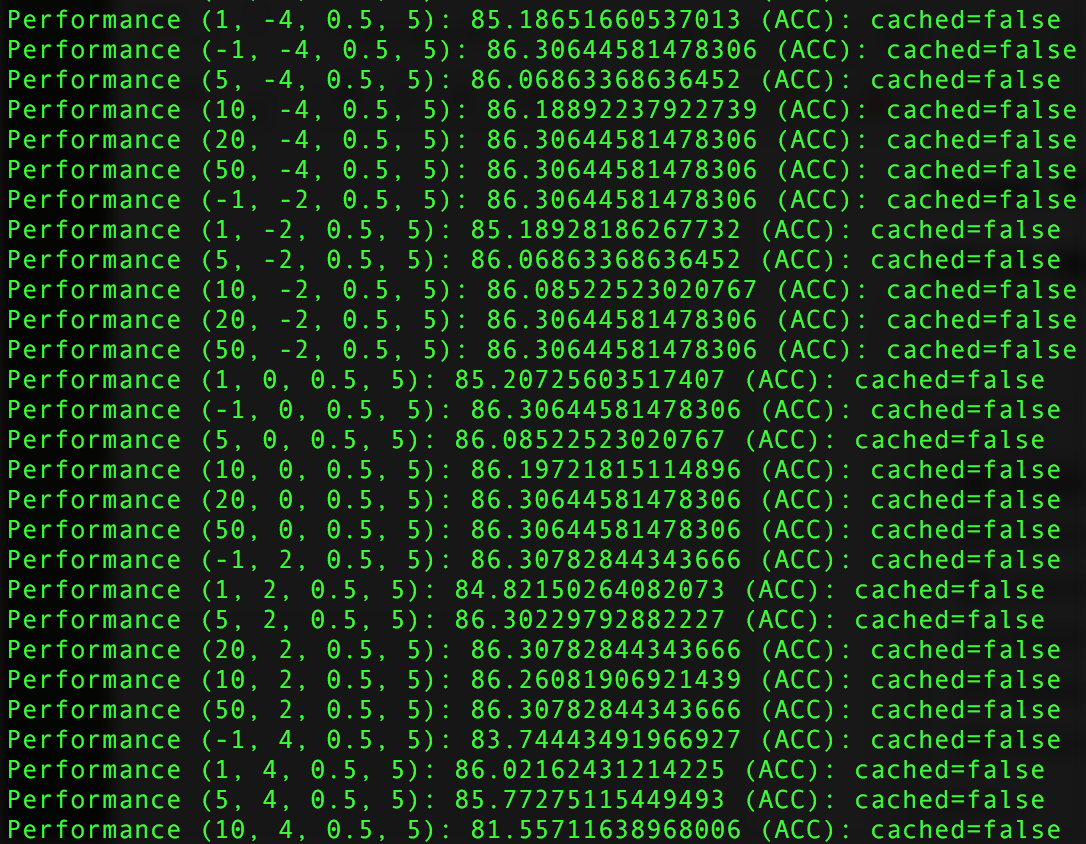 Performance (1, -4, 0.5, 5): 85.18651660537013 (ACC): cached=false
Performance (-1, -4, 0.5, 5): 86.30644581478306 (ACC): cached=false
Performance (5, -4, 0.5, 5): 86.06863368636452 (ACC): cached=false
Performance (10, -4, 0.5, 5): 86.18892237922739 (ACC): cached=false
Performance (20, -4, 0.5, 5): 86.30644581478306 (ACC): cached=false
Performance (50, -4, 0.5, 5): 86.30644581478306 (ACC): cached=false
Performance (-1, -2, 0.5, 5): 86.30644581478306 (ACC): cached=false
Performance (1, -2, 0.5, 5): 85.18928186267732 (ACC): cached=false
Performance (5, -2, 0.5, 5): 86.06863368636452 (ACC): cached=false
Performance (10, -2, 0.5, 5): 86.08522523020767 (ACC): cached=false
Performance (20, -2, 0.5, 5): 86.30644581478306 (ACC): cached=false
Performance (50, -2, 0.5, 5): 86.30644581478306 (ACC): cached=false
Performance (1, 0, 0.5, 5): 85.20725603517407 (ACC): cached=false
Performance (-1, 0, 0.5, 5): 86.30644581478306 (ACC): cached=false
Performance (5, 0, 0.5, 5): 86.08522523020767 (ACC): cached=false
Performance (10, 0, 0.5, 5): 86.19721815114896 (ACC): cached=false
Performance (20, 0, 0.5, 5): 86.30644581478306 (ACC): cached=false
Performance (50, 0, 0.5, 5): 86.30644581478306 (ACC): cached=false
Performance (-1, 2, 0.5, 5): 86.30782844343666 (ACC): cached=false
Performance (1, 2, 0.5, 5): 84.82150264082073 (ACC): cached=false
Performance (5, 2, 0.5, 5): 86.30229792882227 (ACC): cached=false
Performance (20, 2, 0.5, 5): 86.30782844343666 (ACC): cached=false
Performance (10, 2, 0.5, 5): 86.26081906921439 (ACC): cached=false
Performance (50, 2, 0.5, 5): 86.30782844343666 (ACC): cached=false
Performance (-1, 4, 0.5, 5): 83.74443491966927 (ACC): cached=false
Performance (1, 4, 0.5, 5): 86.02162431214225 (ACC): cached=false
Performance (5, 4, 0.5, 5): 85.77275115449493 (ACC): cached=false
Performance (10, 4, 0.5, 5): 81.55711638968006 (ACC): cached=false